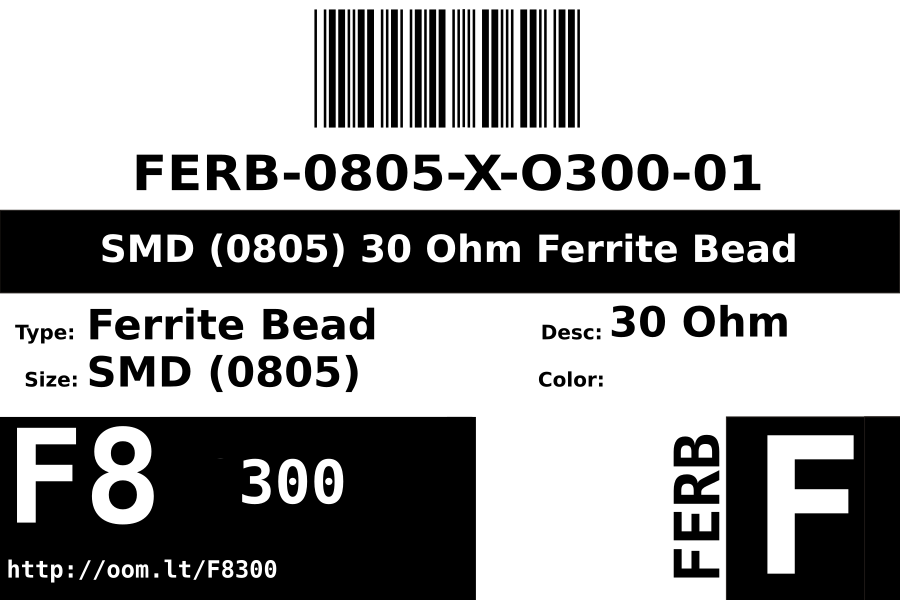 FERB-0805-X-O300-01
SMD (0805) 30 Ohm Ferrite Bead
Type: Ferrite Bead
Desc: 30 Ohm
Size: SMD (0805)
Color:
F8 300
http://oom.lt/F8300
FERB
F